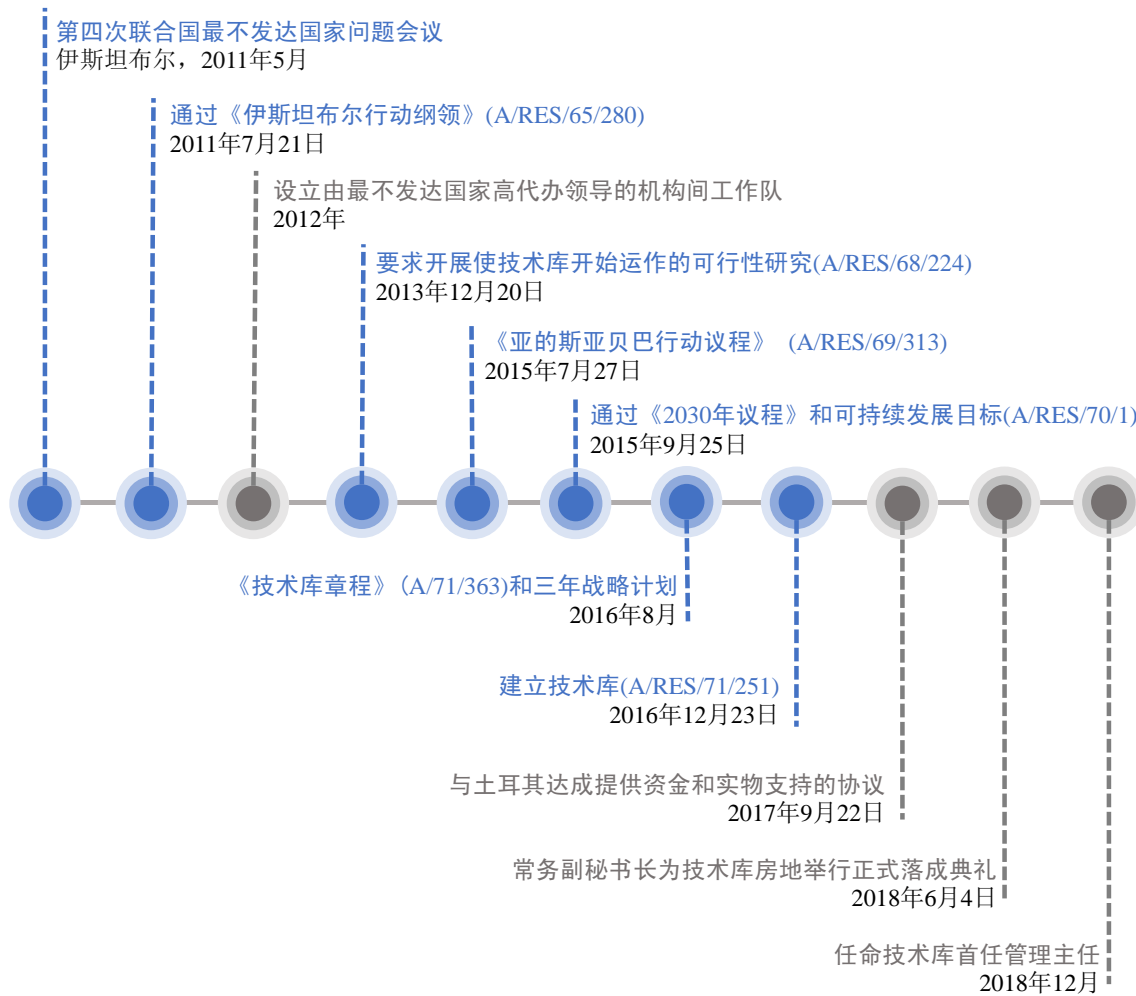 第四次联合国最不发达国家问题会议
伊斯坦布尔，2011年5月
通过《伊斯坦布尔行动纲领》(A/RES/65/280)
2011年7月21日
设立由最不发达国家高代办领导的机构间工作队
2012年
要求开展使技术库开始运作的可行性研究(A/RES/68/224)
2013年12月20日
《亚的斯亚贝巴行动议程》 (A/RES/69/313)
2015年7月27日
通过《2030年议程》和可持续发展目标(A/RES/70/1)
2015年9月25日
《技术库章程》（A/71/363)和三年战略计划
2016年8月
建立技术库(A/RES/71/251)
2016年12月23日
与土耳其达成提供资金和实物支持的协议
2017年9月22日
常务副秘书长为技术库房地举行正式落成典礼
2018年6月4日
任命技术库首任管理主任
2018年12月